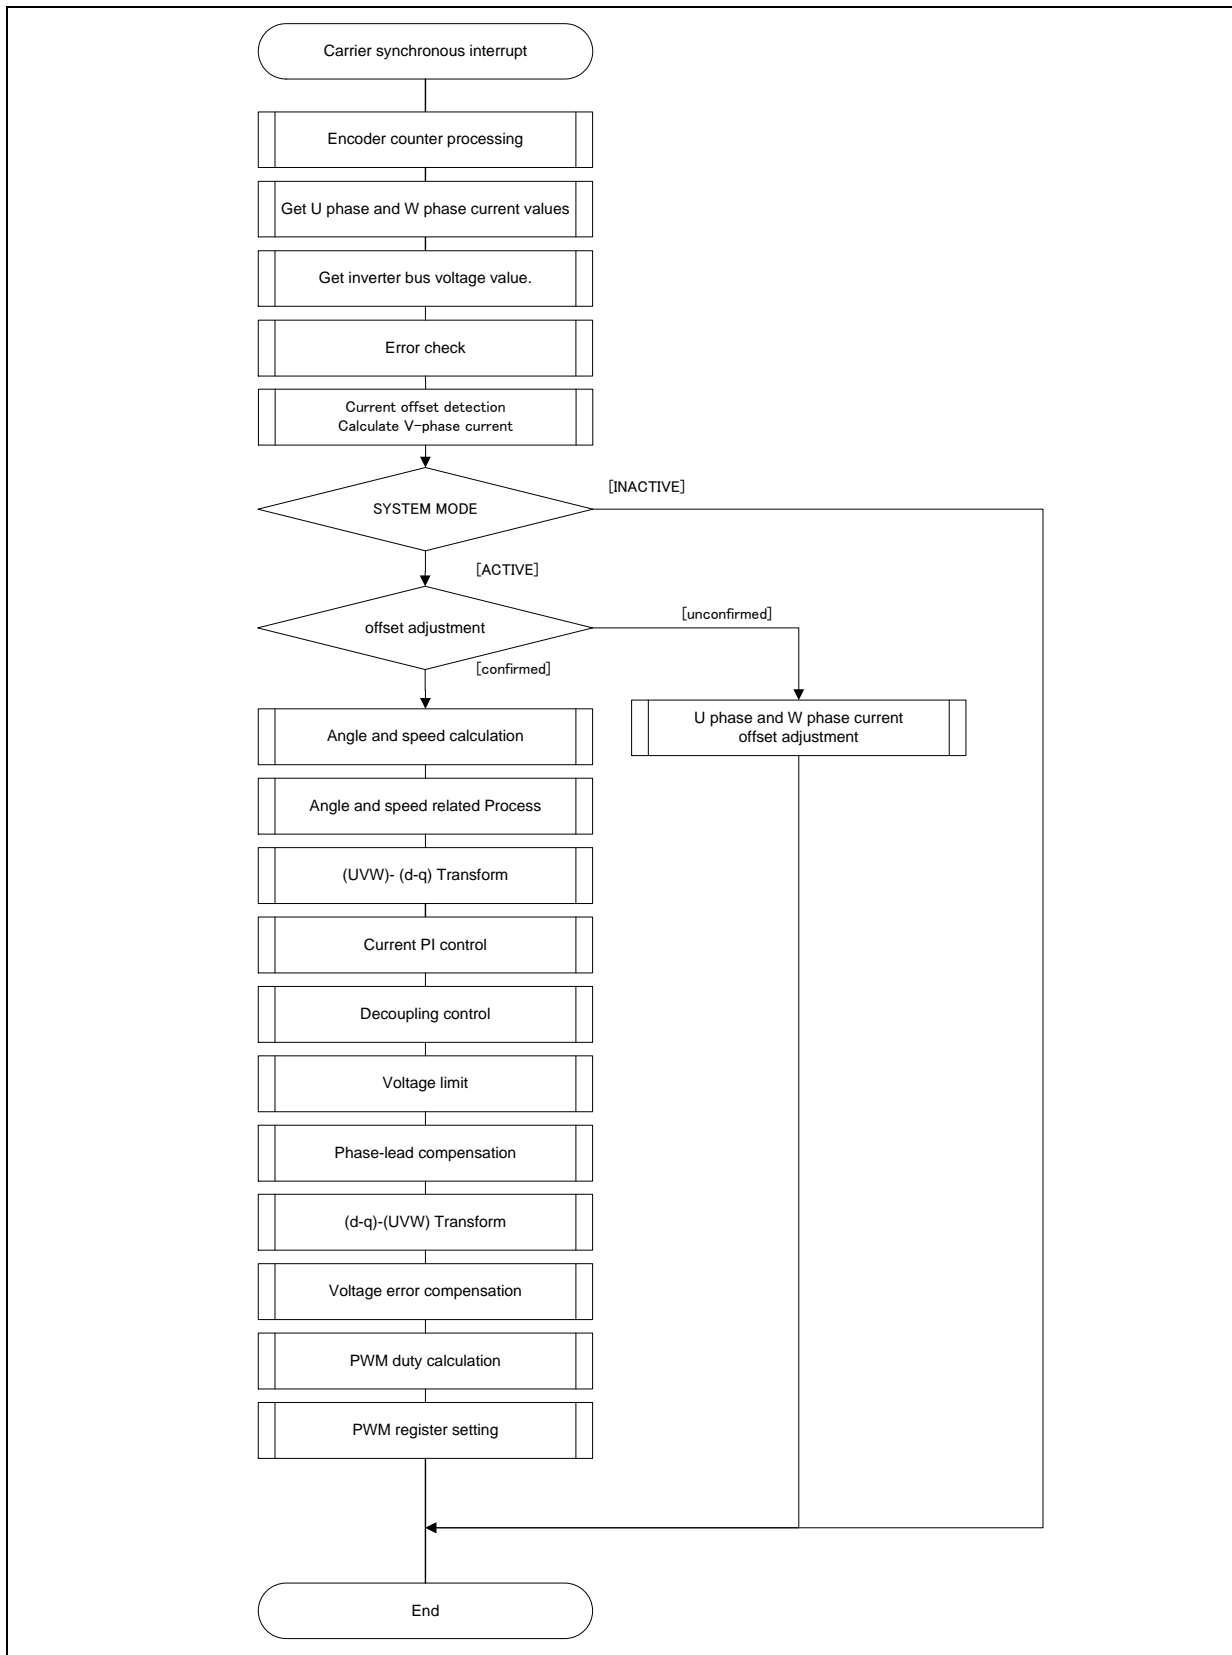 Carrier synchronous interrupt
Encoder counter processing
Get U phase and W phase current values
Get inverter bus voltage value.
Error check
Current offset detection
Calculate V-phase current
[INACTIVE]
SYSTEM MODE
[ACTIVE]
[unconfirmed]
offset adjustment
[confirmed]
U phase and W phase current
offset adjustment
Angle and speed calculation
Angle and speed related Process
(UVW)- (d-q) Transform
Current PI control
Decoupling control
Voltage limit
Phase-lead compensation
(d-q)-(UVW) Transform
Voltage error compensation
PWM duty calculation
PWM register setting
End